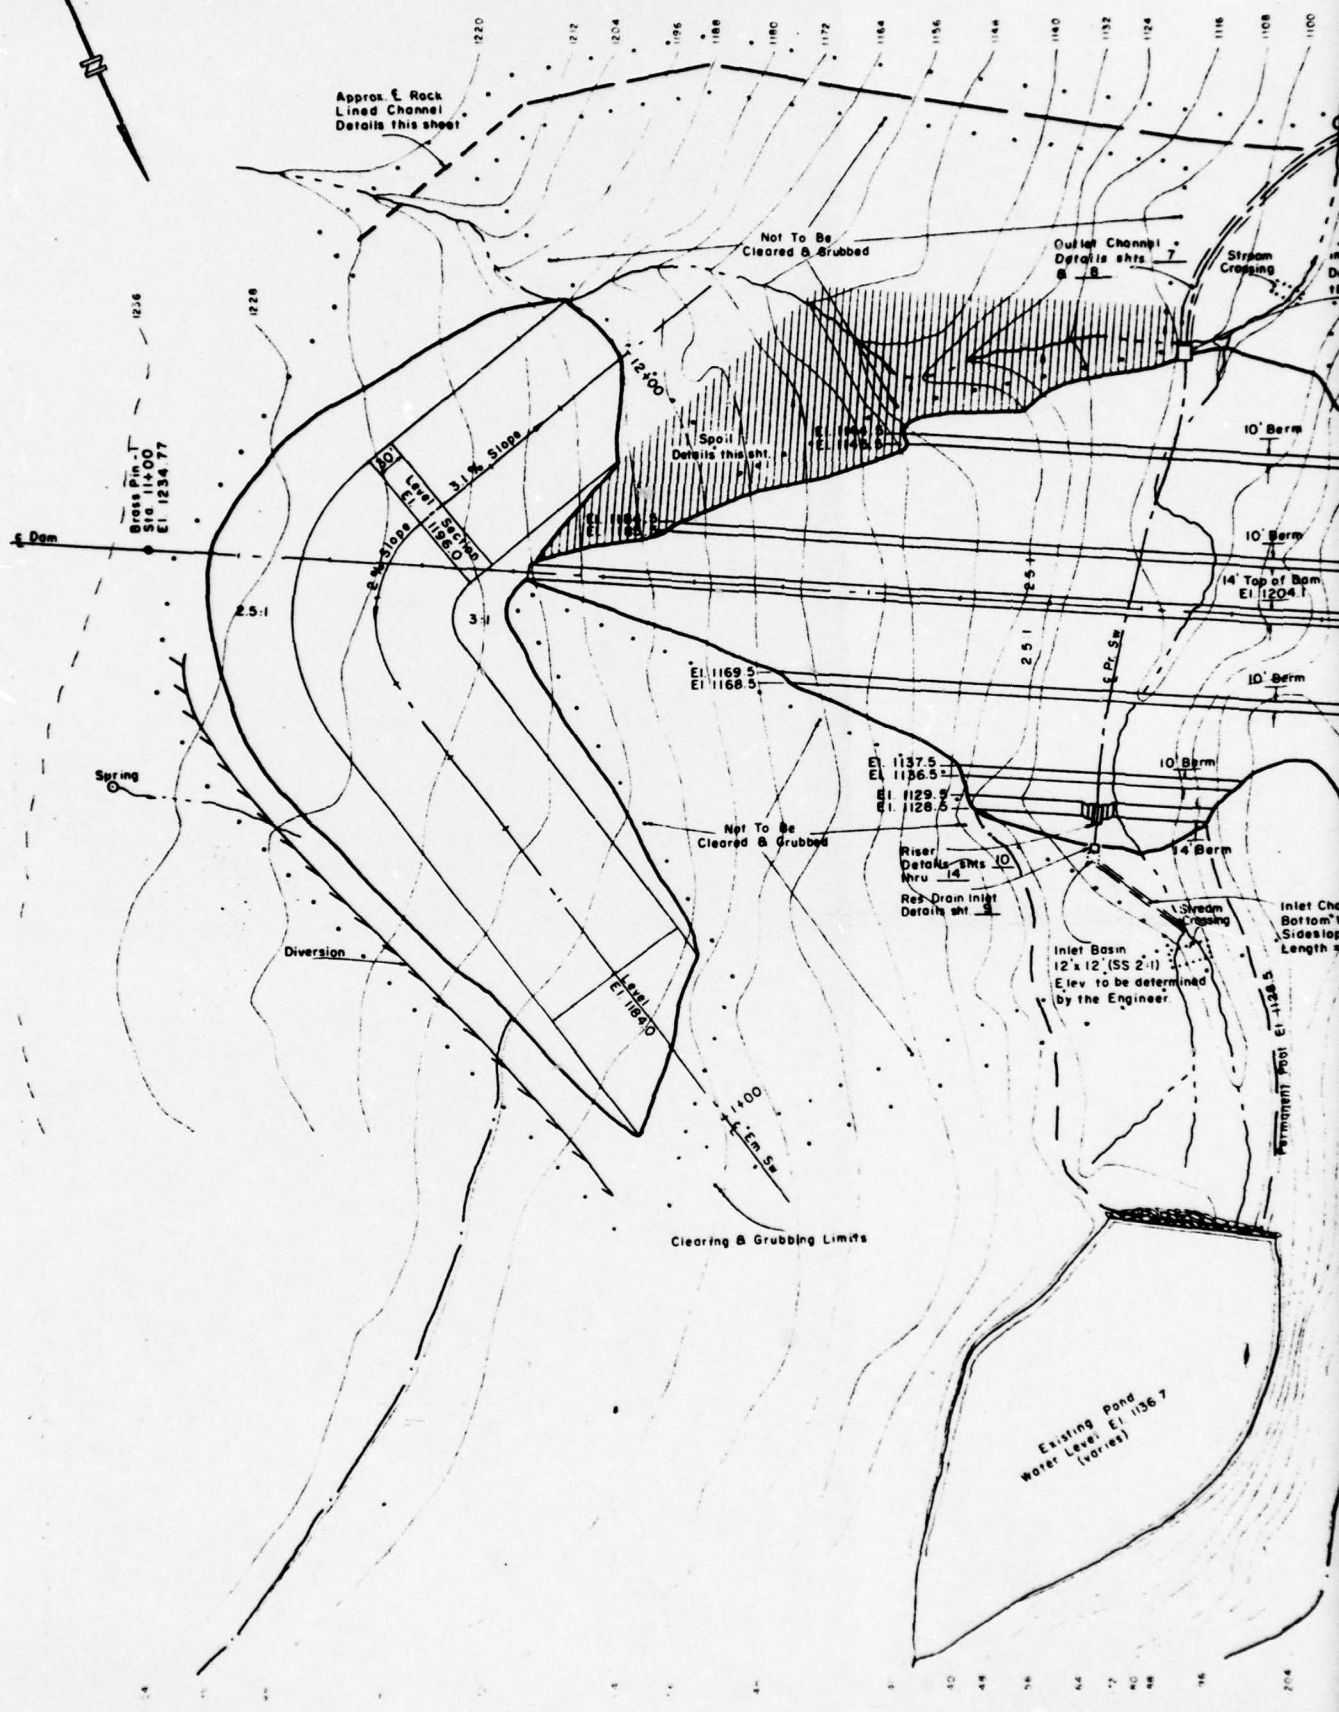 1220
1212
1204
1196
1188
1180
1172
1164
1156
1148
1140
1132
1124
1116
1108
1100
Approx. ℄ Rock
Lined Channel
Details this sheet
Not To Be
Cleared & Grubbed
Outlet Channel
Details shts 7
& 8
Stream
Crossing
1236
1228
12+00
Brass Pin-T
Sta. 11+00
El. 1234.77
℄ Dam
30'
Level Section
El. 1196.0
3.1% Slope
2% Slope
Spoil
Details this sht.
10' Berm
10' Berm
14' Top of Dam
El. 1204.1
2.5:1
3:1
2.5:1
2.5:1
℄ Pr. Sw
El. 1169.5
El. 1168.5
10' Berm
El. 1137.5
El. 1136.5
El. 1129.5
El. 1128.5
10' Berm
14' Berm
Spring
Not To Be
Cleared & Grubbed
Riser
Details shts 10
thru 14
Res. Drain Inlet
Details sht. 9
Stream
Crossing
Bottom
Length =
Diversion
Inlet Basin
12' x 12' (SS 2:1)
Elev to be determined
by the Engineer.
Level
El. 1184.0
Permanent Pool El. 1128.5
1+00
℄ Em. Sw
Clearing & Grubbing Limits
Existing Pond
Water Level El. 1136.7
(varies)